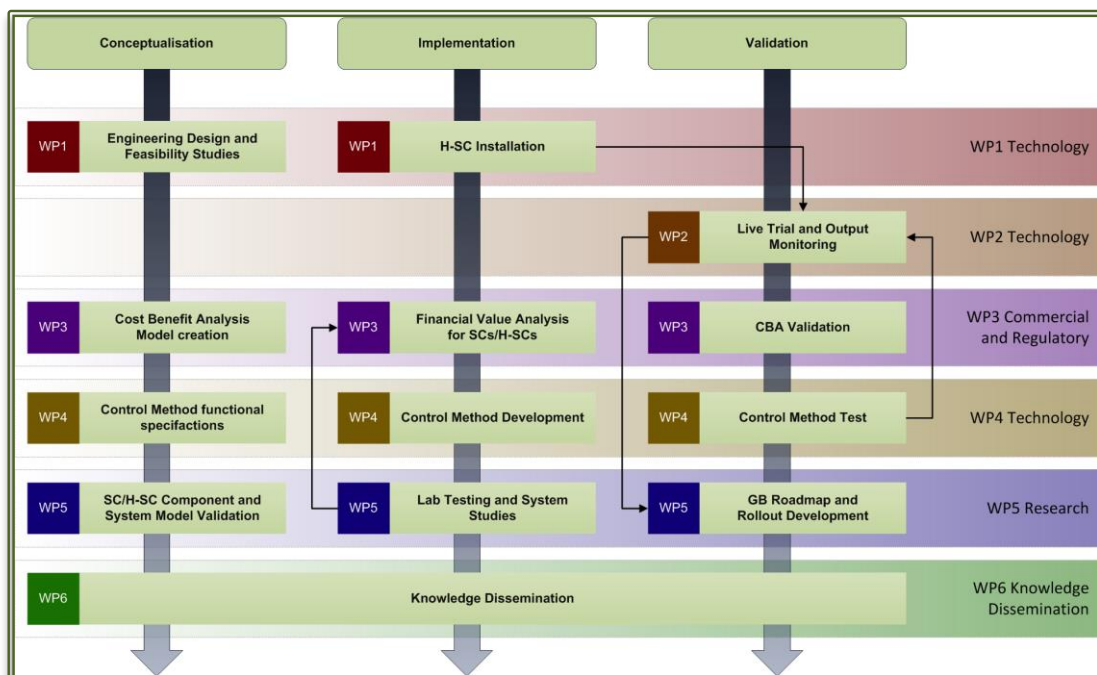 Conceptualisation
Implementation
Validation
WP1
Engineering Design and
Feasibility Studies
WP1
H-SC Installation
WP1 Technology
WP2
Live Trial and Output
Monitoring
WP2 Technology
WP3
Cost Benefit Analysis
Model creation
WP3
Financial Value Analysis
for SCs/H-SCs
WP3
CBA Validation
WP3 Commercial
and Regulatory
WP4
Control Method functional
specifactions
WP4
Control Method Development
WP4
Control Method Test
WP4 Technology
WP5
SC/H-SC Component and
System Model Validation
WP5
Lab Testing and System
Studies
WP5
GB Roadmap and
Rollout Development
WP5 Research
WP6
Knowledge Dissemination
WP6 Knowledge
Dissemination